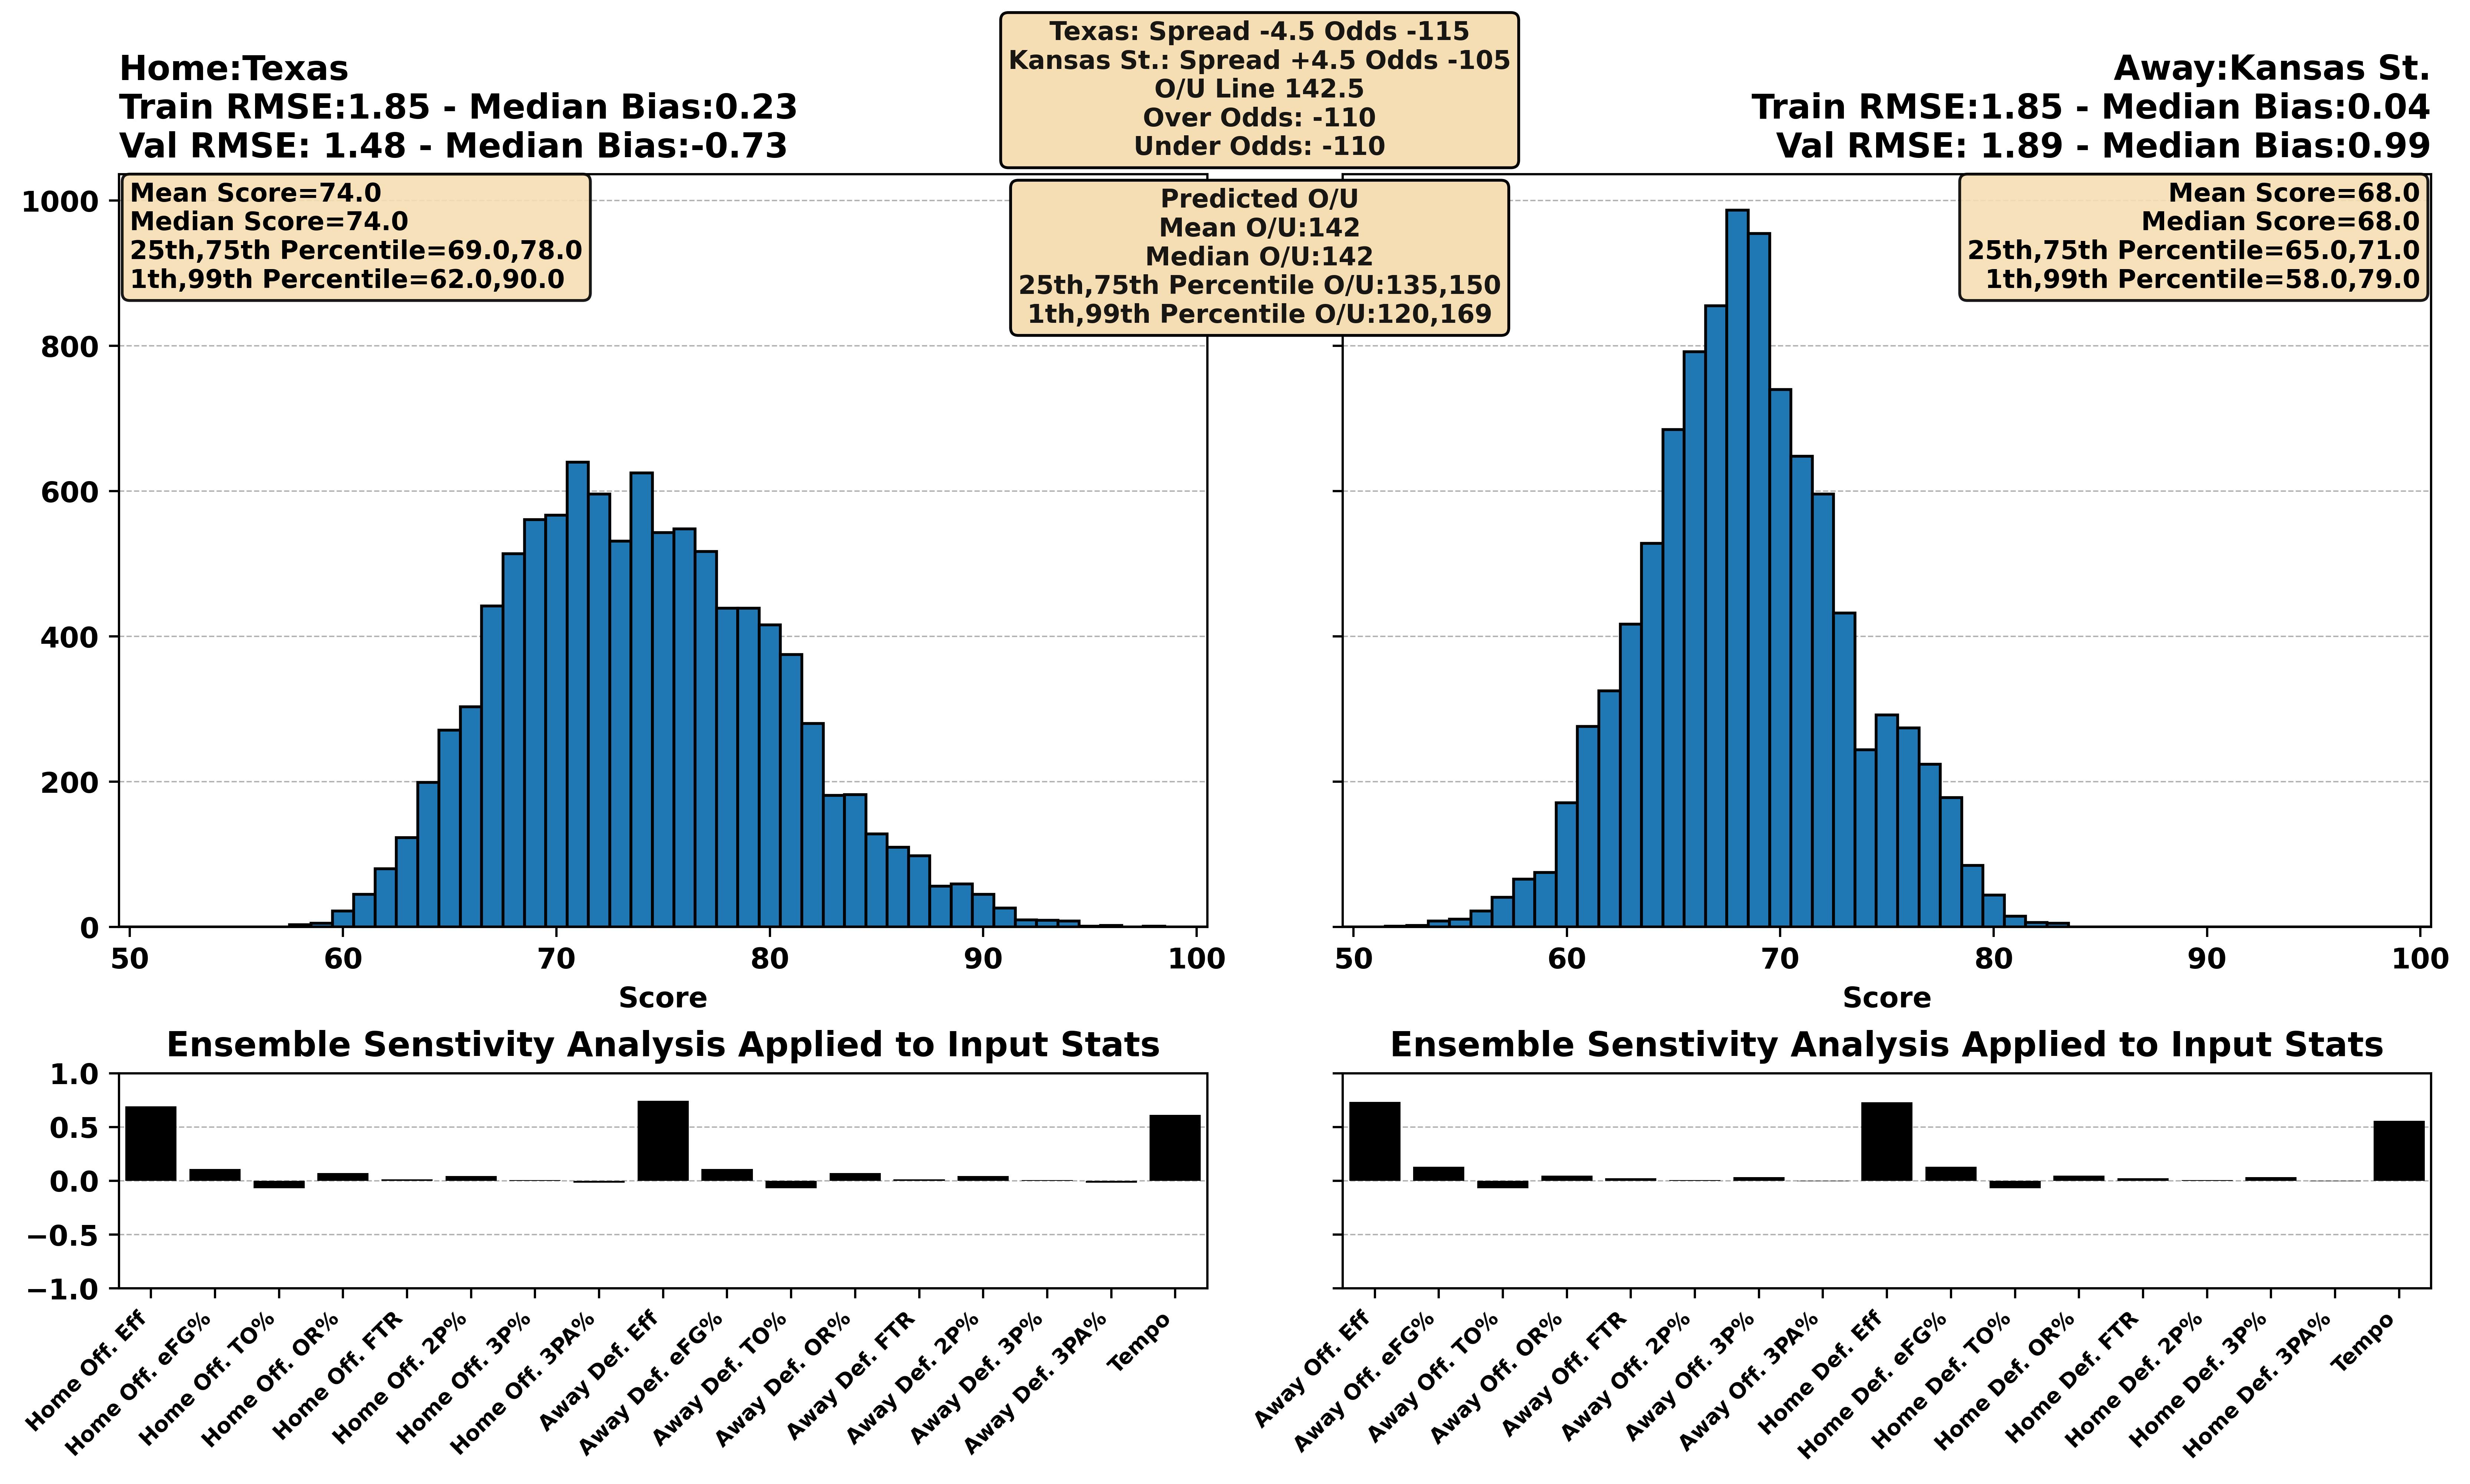 Texas: Spread -4.5 Odds -115
Kansas St.: Spread +4.5 Odds -105
O/U Line 142.5
Over Odds: -110
Under Odds: -110
Home:Texas
Train RMSE:1.85 - Median Bias:0.23
Val RMSE: 1.48 - Median Bias:-0.73
Away:Kansas St.
Train RMSE:1.85 - Median Bias:0.04
Val RMSE: 1.89 - Median Bias:0.99
Mean Score=74.0
Median Score=74.0
25th,75th Percentile=69.0,78.0
1th,99th Percentile=62.0,90.0
Predicted O/U
Mean O/U:142
Median O/U:142
25th,75th Percentile O/U:135,150
1th,99th Percentile O/U:120,169
Mean Score=68.0
Median Score=68.0
25th,75th Percentile=65.0,71.0
1th,99th Percentile=58.0,79.0
1000
800
600
400
200
0
50 60 70 80 90 100
Score
50 60 70 80 90 100
Score
Ensemble Senstivity Analysis Applied to Input Stats
1.0
0.5
0.0
−0.5
−1.0
Home Off. Eff
Home Off. eFG%
Home Off. TO%
Home Off. OR%
Home Off. FTR
Home Off. 2P%
Home Off. 3P%
Home Off. 3PA%
Away Def. Eff
Away Def. eFG%
Away Def. TO%
Away Def. OR%
Away Def. FTR
Away Def. 2P%
Away Def. 3P%
Away Def. 3PA%
Tempo
Ensemble Senstivity Analysis Applied to Input Stats
Away Off. Eff
Away Off. eFG%
Away Off. TO%
Away Off. OR%
Away Off. FTR
Away Off. 2P%
Away Off. 3P%
Away Off. 3PA%
Home Def. Eff
Home Def. eFG%
Home Def. TO%
Home Def. OR%
Home Def. FTR
Home Def. 2P%
Home Def. 3P%
Home Def. 3PA%
Tempo